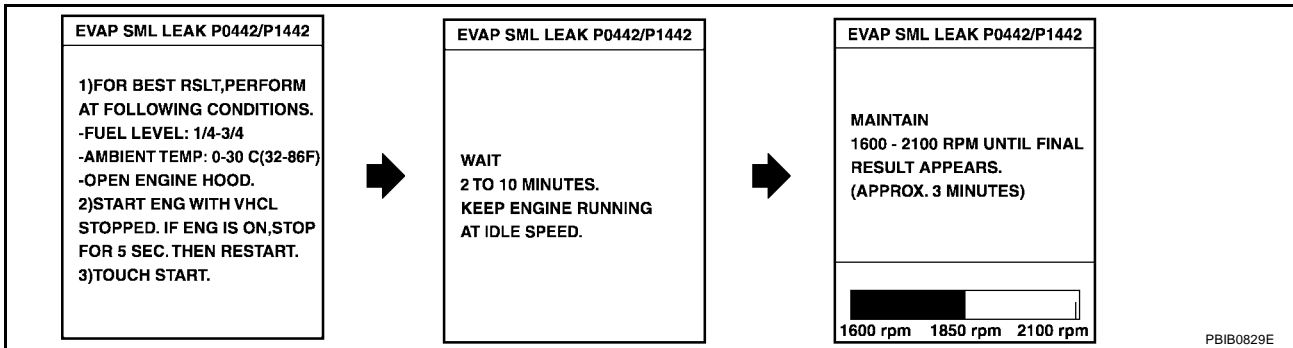 EVAP SML LEAK P0442/P1442
1)FOR BEST RSLT,PERFORM
AT FOLLOWING CONDITIONS.
-FUEL LEVEL: 1/4-3/4
-AMBIENT TEMP: 0-30 C(32-86F)
-OPEN ENGINE HOOD.
2)START ENG WITH VHCL
STOPPED. IF ENG IS ON,STOP
FOR 5 SEC. THEN RESTART.
3)TOUCH START.
EVAP SML LEAK P0442/P1442
WAIT
2 TO 10 MINUTES.
KEEP ENGINE RUNNING
AT IDLE SPEED.
EVAP SML LEAK P0442/P1442
MAINTAIN
1600 - 2100 RPM UNTIL FINAL
RESULT APPEARS.
(APPROX. 3 MINUTES)
1600 rpm 1850 rpm 2100 rpm
PBIB0829E